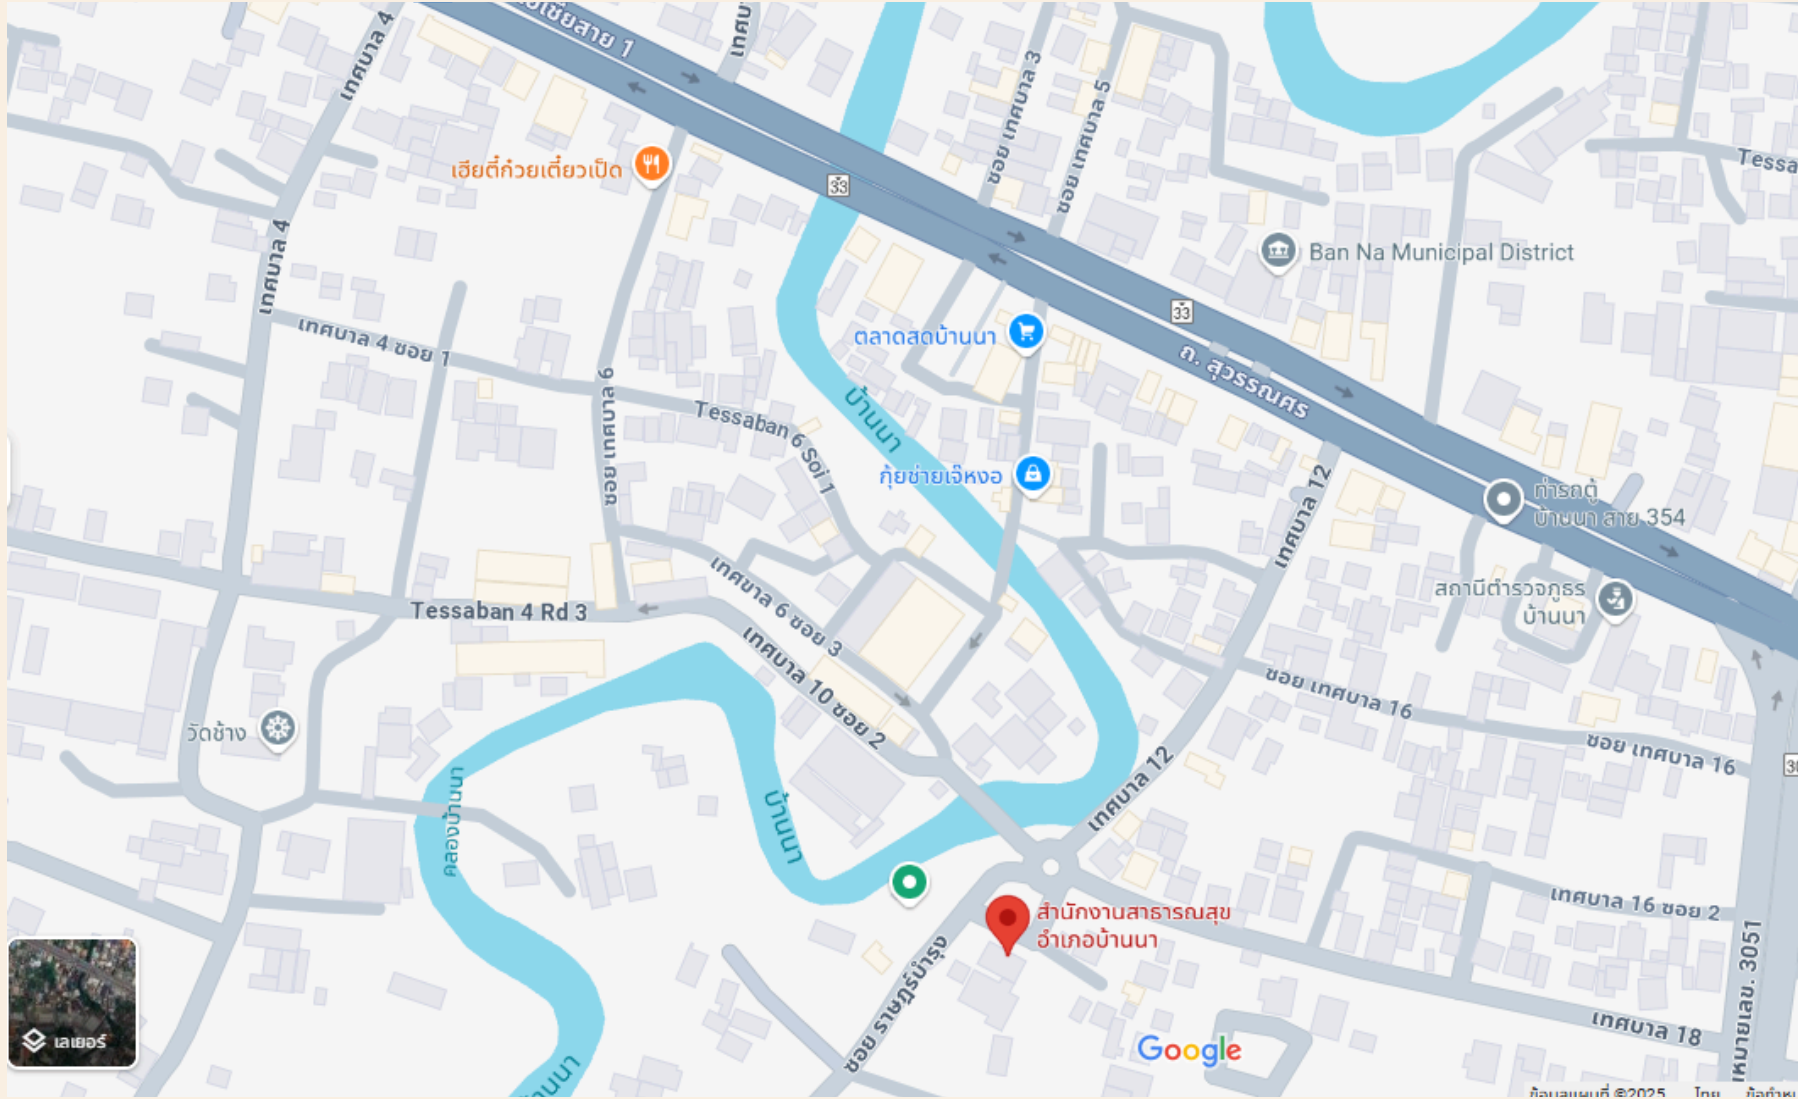 เทศบาล 4
33
ซอย เทศบาล 3
ซอย เทศบาล 5
เฮียตี๋ก๋วยเตี๋ยวเป็ด
Ban Na Municipal District
เทศบาล 4
33
ตลาดสดบ้านนา
เทศบาล 4 ซอย 1
ถ. สุวรรณศร
บ้านนา
ซอย เทศบาล 6
Tessaban 6 Soi 1
กุ้ยช่ายเจ๊หงอ
เทศบาล 12
ท่ารถตู้
บ้านนา สาย 354
สถานีตำรวจภูธร
บ้านนา
Tessaban 4 Rd 3
เทศบาล 6 ซอย 3
เทศบาล 10 ซอย 2
ซอย เทศบาล 16
ซอย เทศบาล 16
วัดช้าง
คลองบ้านนา
บ้านนา
เทศบาล 12
สำนักงานสาธารณสุข
อำเภอบ้านนา
เทศบาล 16 ซอย 2
ซอย ราษฎร์บำรุง
เทศบาล 18
เลเยอร์
Google
ข้อมูลแผนที่ ©2025
ไทย